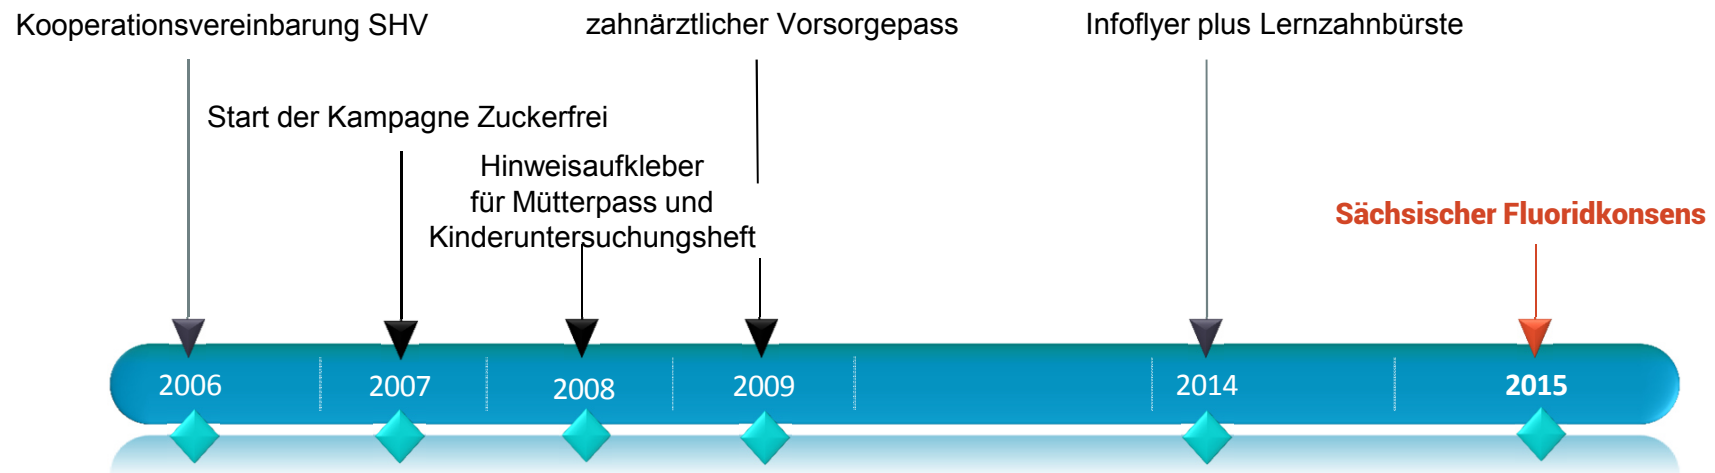 Kooperationsvereinbarung SHV
zahnärztlicher Vorsorgepass
Infoflyer plus Lernzahnbürste
Start der Kampagne Zuckerfrei
Hinweisaufkleber
für Mütterpass und
Kinderuntersuchungsheft
Sächsischer Fluoridkonsens
2006
2007
2008
2009
2014
2015